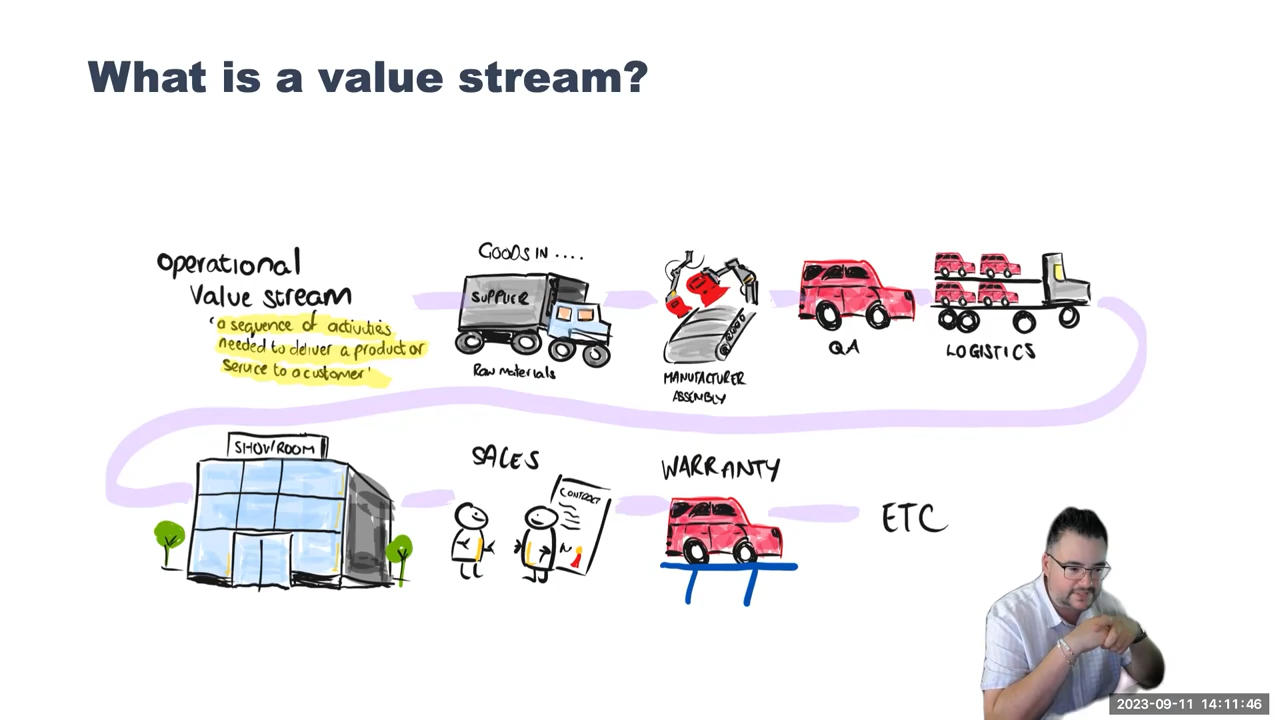 What is a value stream?
Operational
Value stream
'a sequence of activities
needed to deliver a product or
service to a customer'
GOODS IN ....
SUPPLIER
Raw materials
MANUFACTURER
ASSEMBLY
QA
LOGISTICS
SHOWROOM
SALES
CONTRACT
WARRANTY
ETC
2023-09-11 14:11:46